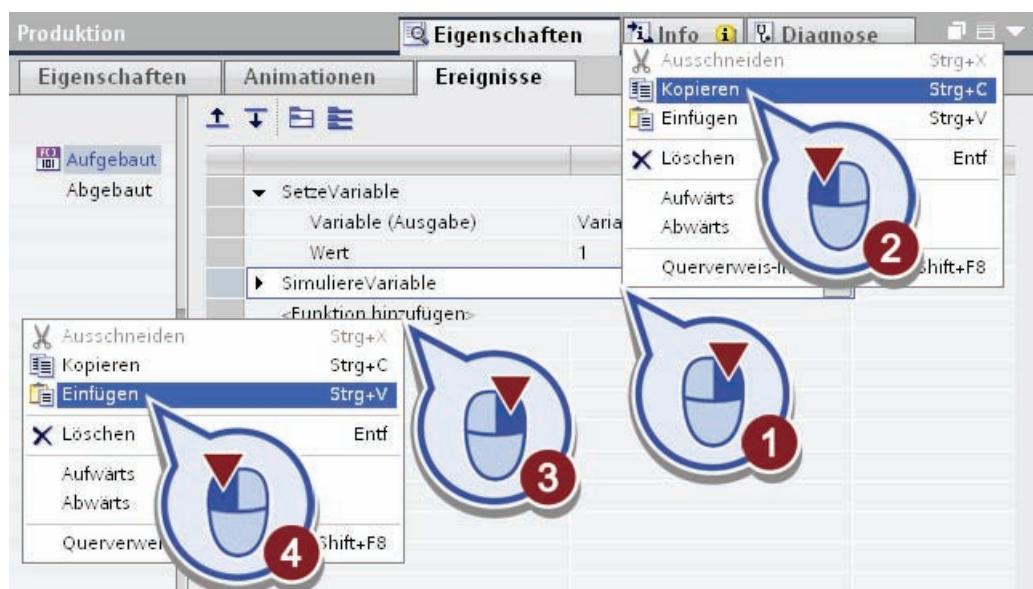 Produktion
Eigenschaften
Info
Diagnose
Eigenschaften
Animationen
Ereignisse
Aufgebaut
Abgebaut
SetzeVariable
Variable (Ausgabe)
Varia
Wert
1
SimuliereVariable
<Funktion hinzufügen>
Ausschneiden Strg+X
Kopieren Strg+C
Einfügen Strg+V
Löschen Entf
Aufwärts
Abwärts
Querverweis-In Shift+F8
2
1
3
Ausschneiden Strg+X
Kopieren Strg+C
Einfügen Strg+V
Löschen Entf
Aufwärts
Abwärts
Querverwei Shift+F8
4